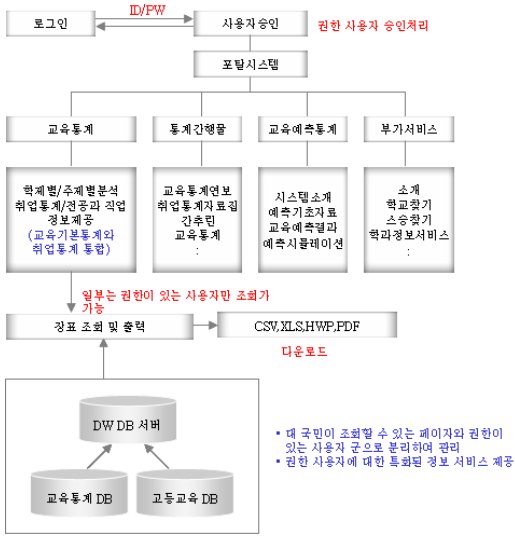 ID/PW
로그인
사용자승인
권한 사용자 승인처리
포탈시스템
교육통계
통계간행물
교육예측통계
부가서비스
학제별/주제별분석
취업통계/전공과 직업
정보제공
(교육기본통계와
취업통계 통합)
교육통계연보
취업통계자료집
간추린
교육통계
:
시스템소개
예측기초자료
교육예측결과
예측시뮬레이션
소개
학교찾기
스승찾기
학과정보서비스
:
일부는 권한이 있는 사용자만 조회가
가능
장표 조회 및 출력
CSV,XLS,HWP,PDF
다운로드
DW DB 서버
교육통계 DB
고등교육 DB
• 대 국민이 조회할 수 있는 페이자와 권한이
있는 사용자 군으로 분리하여 관리
• 권한 사용자에 대한 특화된 정보 서비스 제공